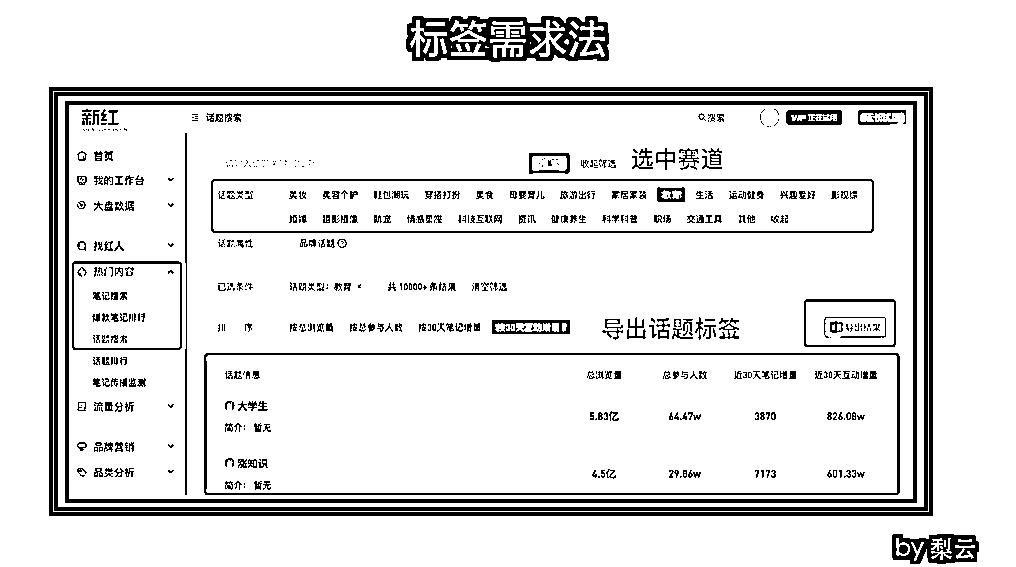 标签需求法
新红
话题搜索
搜索
首页
我的工作台
大盘数据
找红人
热门内容
笔记搜索
爆款笔记排行
话题搜索
话题排行
笔记传播监测
流量分析
品牌营销
品类分析
收起筛选 选中赛道
话题类型 美妆 美容个护 鞋包潮玩 穿搭打扮 美食 母婴育儿 旅游出行 家居家装 教育 生活 运动健身 兴趣爱好 影视综
婚嫁 摄影摄像 萌宠 情感星座 科技互联网 资讯 健康养生 科学科普 职场 交通工具 其他 收起
话题属性 品牌话题
已选条件 话题类型：教育 × 共 10000+ 条结果 清空筛选
排 序 按总浏览量 按总参与人数 按30天笔记增量 按30天互动增量
导出话题标签
导出结果
话题信息 总浏览量 总参与人数 近30天笔记增量 近30天互动增量
大学生 5.83亿 64.47w 3870 826.08w
简介： 暂无
涨知识 4.5亿 29.86w 7173 601.33w
简介： 暂无
by梨云